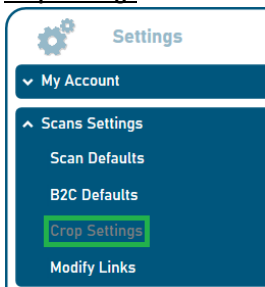 Settings
My Account
Scans Settings
Scan Defaults
B2C Defaults
Crop Settings
Modify Links